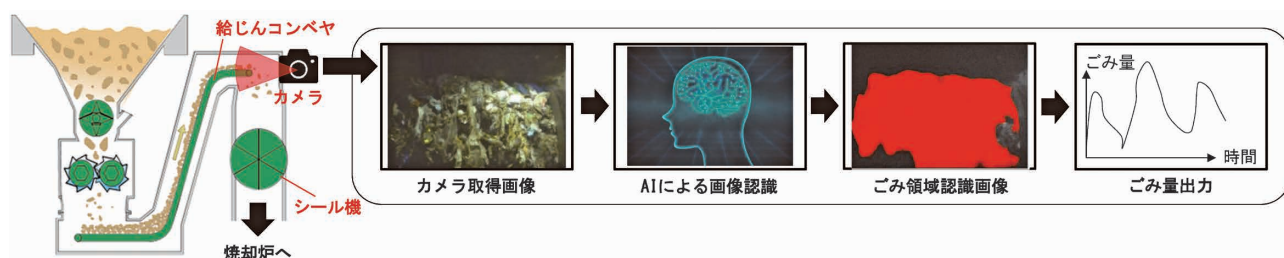 給じんコンベヤ
カメラ
シール機
焼却炉へ
カメラ取得画像
AIによる画像認識
ごみ領域認識画像
ごみ量
時間
ごみ量出力